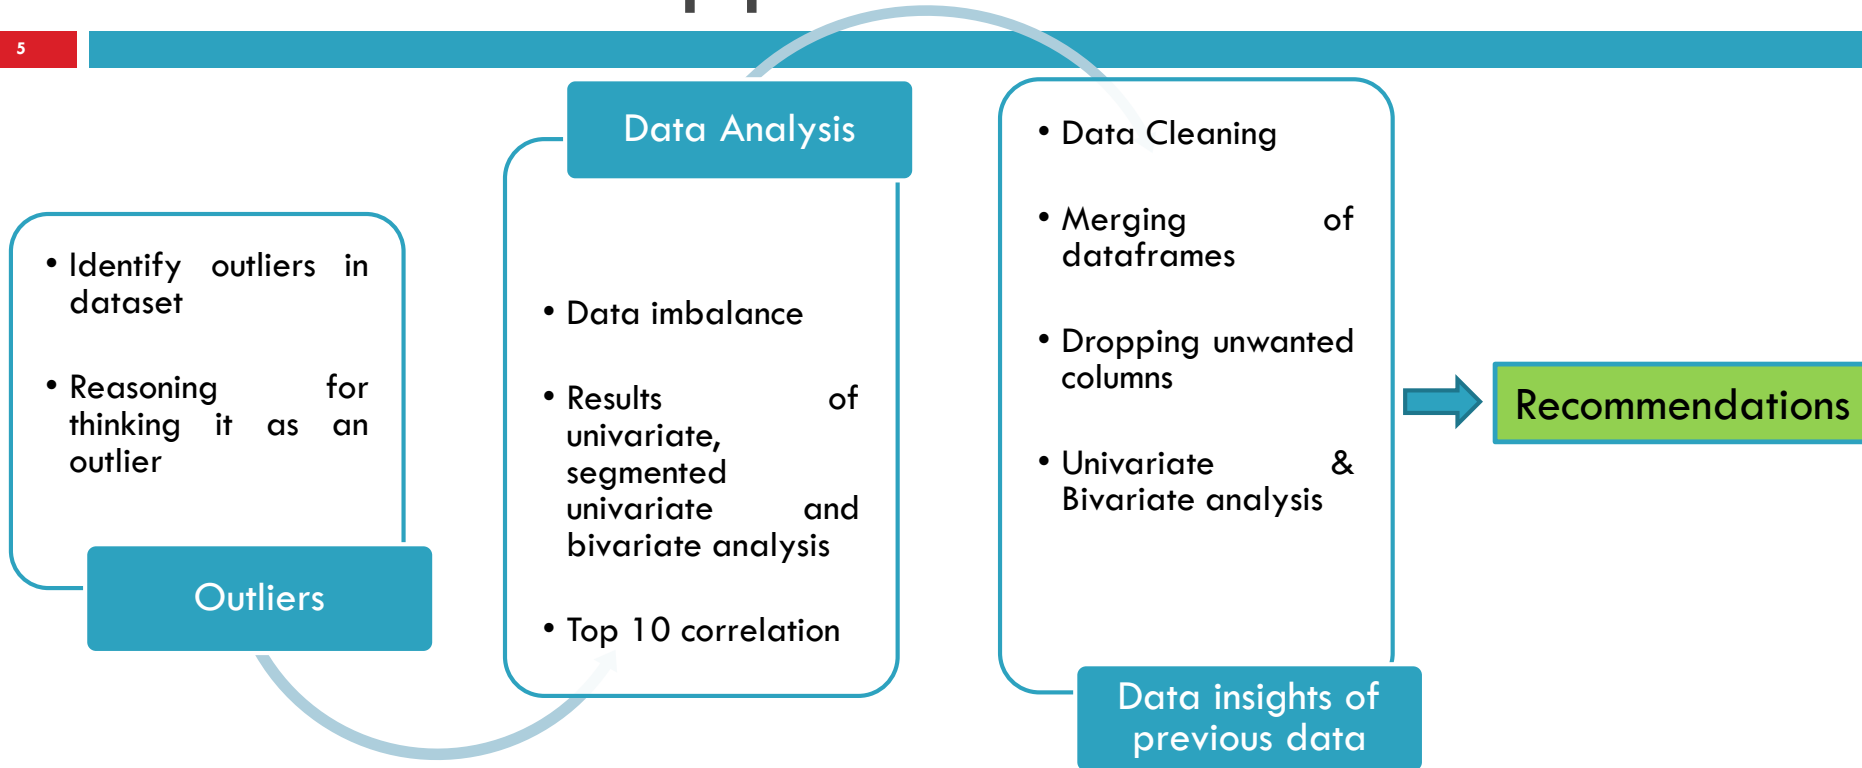 5
• Identify outliers in
dataset
• Reasoning for
thinking it as an
outlier
Outliers
Data Analysis
• Data imbalance
• Results of
univariate,
segmented
univariate and
bivariate analysis
• Top 10 correlation
• Data Cleaning
• Merging of
dataframes
• Dropping unwanted
columns
• Univariate &
Bivariate analysis
Data insights of
previous data
Recommendations